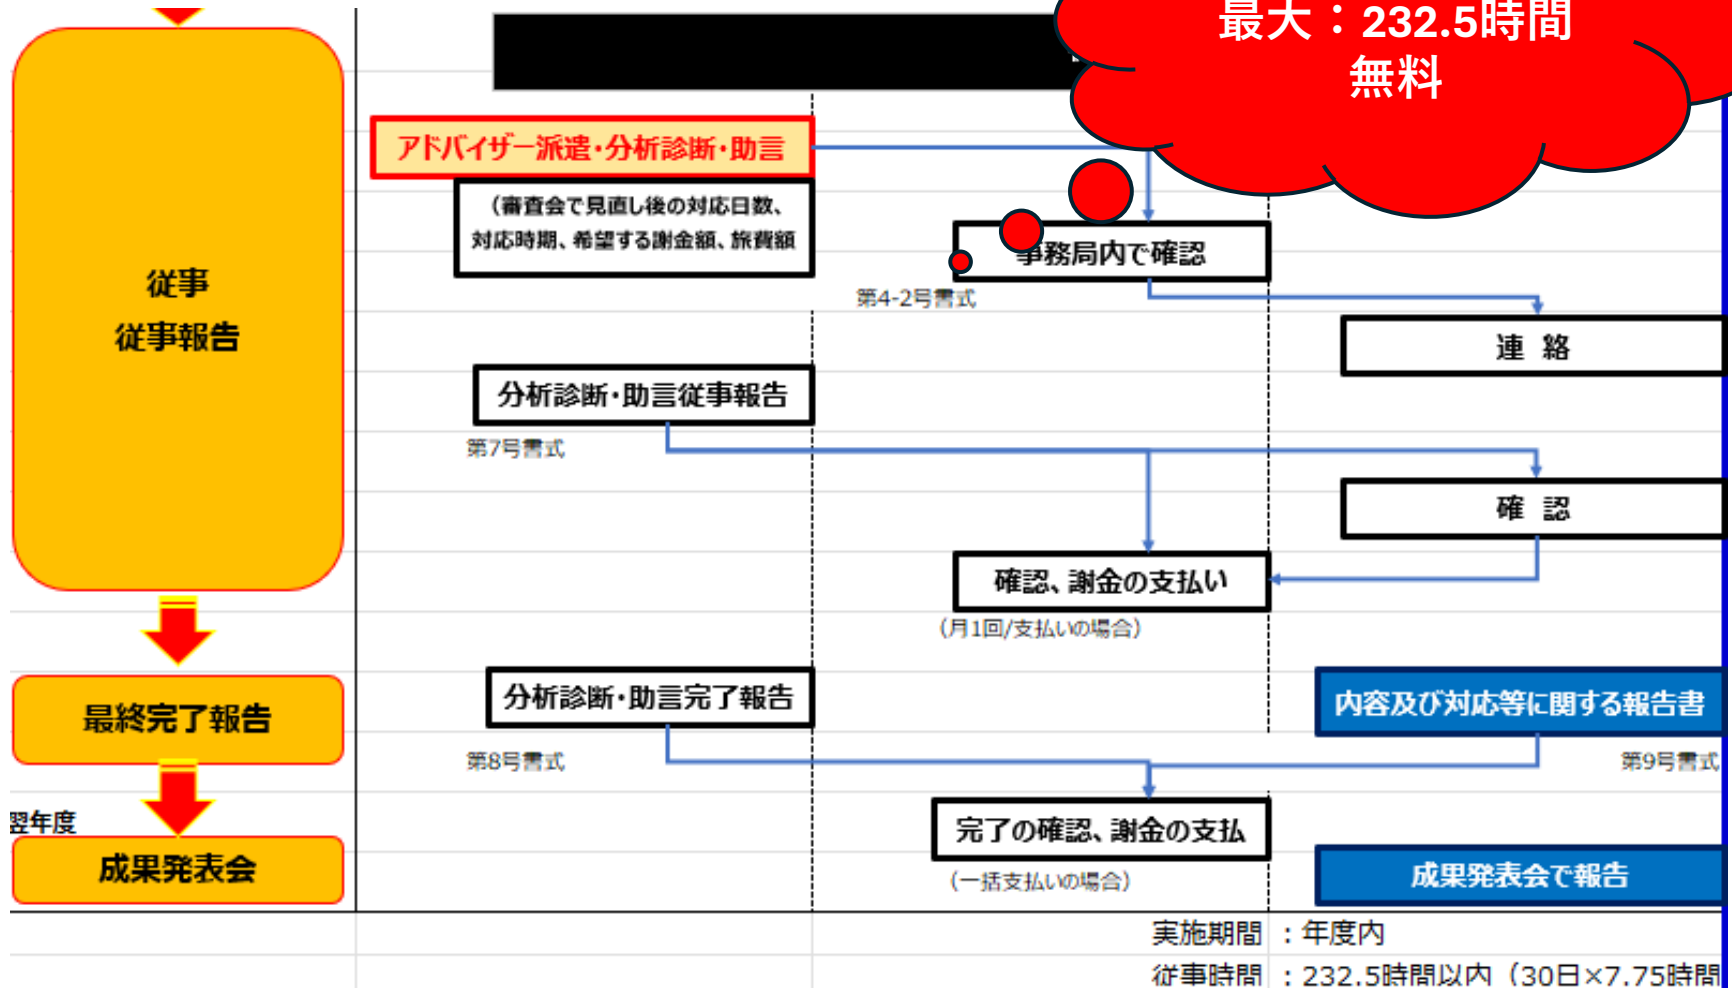 最大：232.5時間
無料
アドバイザー派遣・分析診断・助言
（審査会で見直し後の対応日数、
対応時期、希望する謝金額、旅費額
事務局内で確認
第4-2号書式
従事
従事報告
連　絡
分析診断・助言従事報告
第7号書式
確　認
確認、謝金の支払い
（月1回/支払いの場合）
最終完了報告
分析診断・助言完了報告
内容及び対応等に関する報告書
第8号書式
第9号書式
翌年度
成果発表会
完了の確認、謝金の支払
（一括支払いの場合）
成果発表会で報告
実施期間　：年度内
従事時間　：232.5時間以内（30日×7.75時間